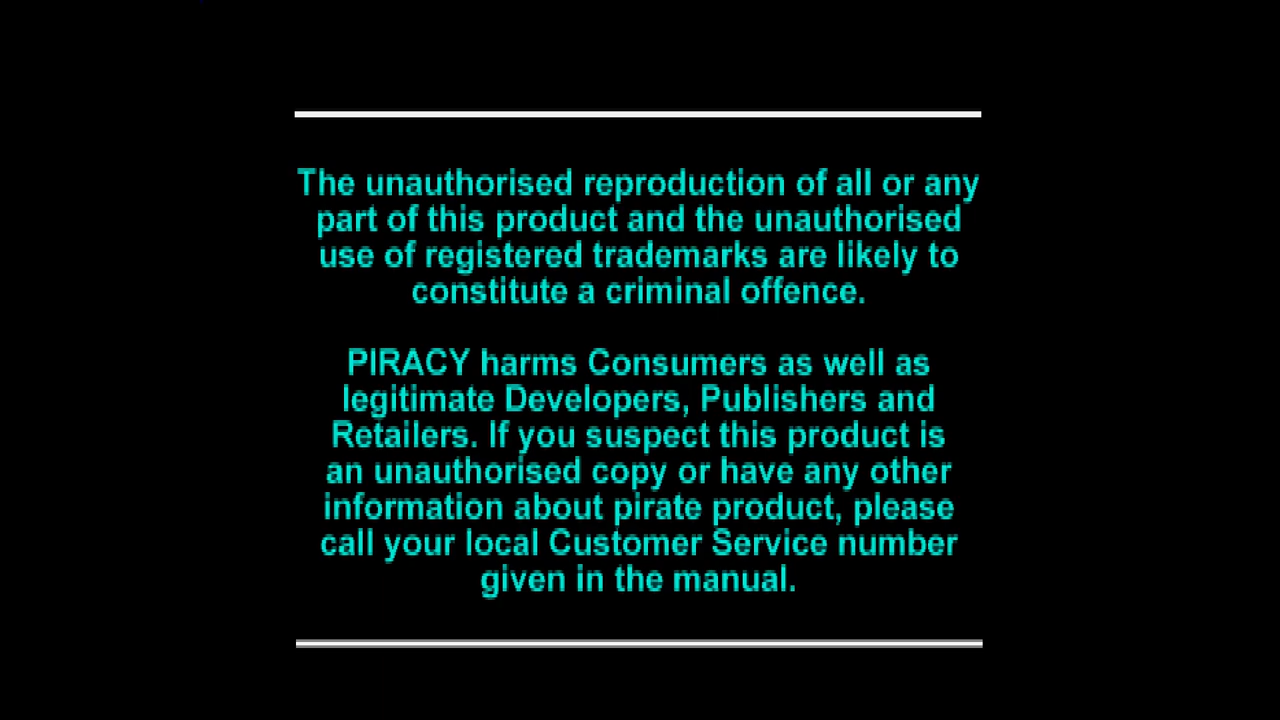 The unauthorised reproduction of all or any
part of this product and the unauthorised
use of registered trademarks are likely to
constitute a criminal offence.
PIRACY harms Consumers as well as
legitimate Developers, Publishers and
Retailers. If you suspect this product is
an unauthorised copy or have any other
information about pirate product, please
call your local Customer Service number
given in the manual.